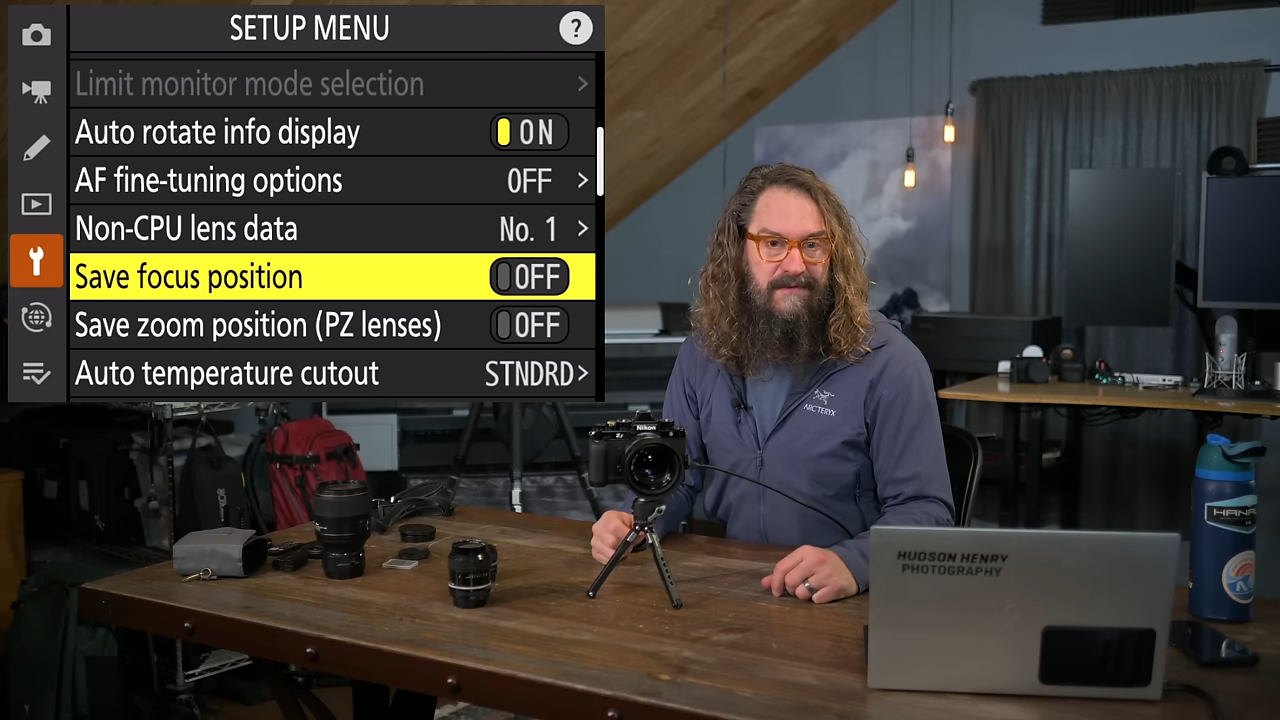 SETUP MENU
?
Limit monitor mode selection >
Auto rotate info display ON
AF fine-tuning options OFF >
Non-CPU lens data No. 1 >
Save focus position OFF
Save zoom position (PZ lenses) OFF
Auto temperature cutout STNDRD>
ARC'TERYX
Nikon
Zf
HUDSON HENRY
PHOTOGRAPHY